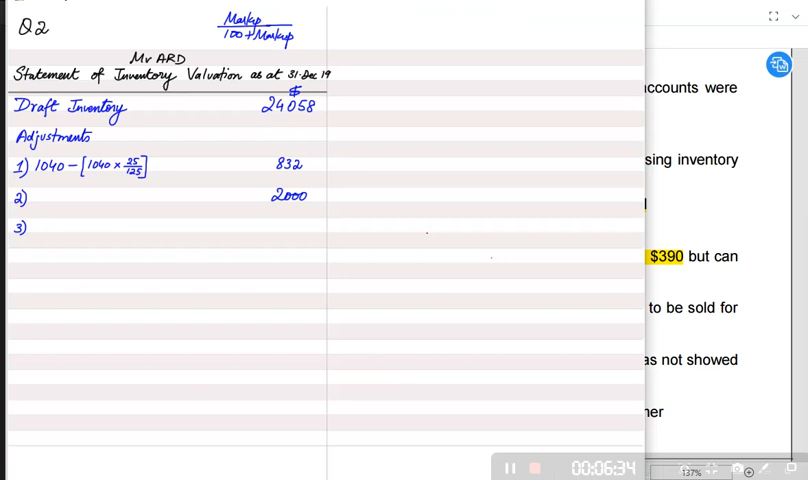 Q2
Markup
100 + Markup
Mr ARD
Statement of Inventory Valuation as at 31-Dec 19
$
Draft Inventory 24058
Adjustments
1) 1040 - [1040 × 25/125] 832
2) 2000
3)
accounts were
sing inventory
$390 but can
to be sold for
as not showed
her
00:06:34
137%